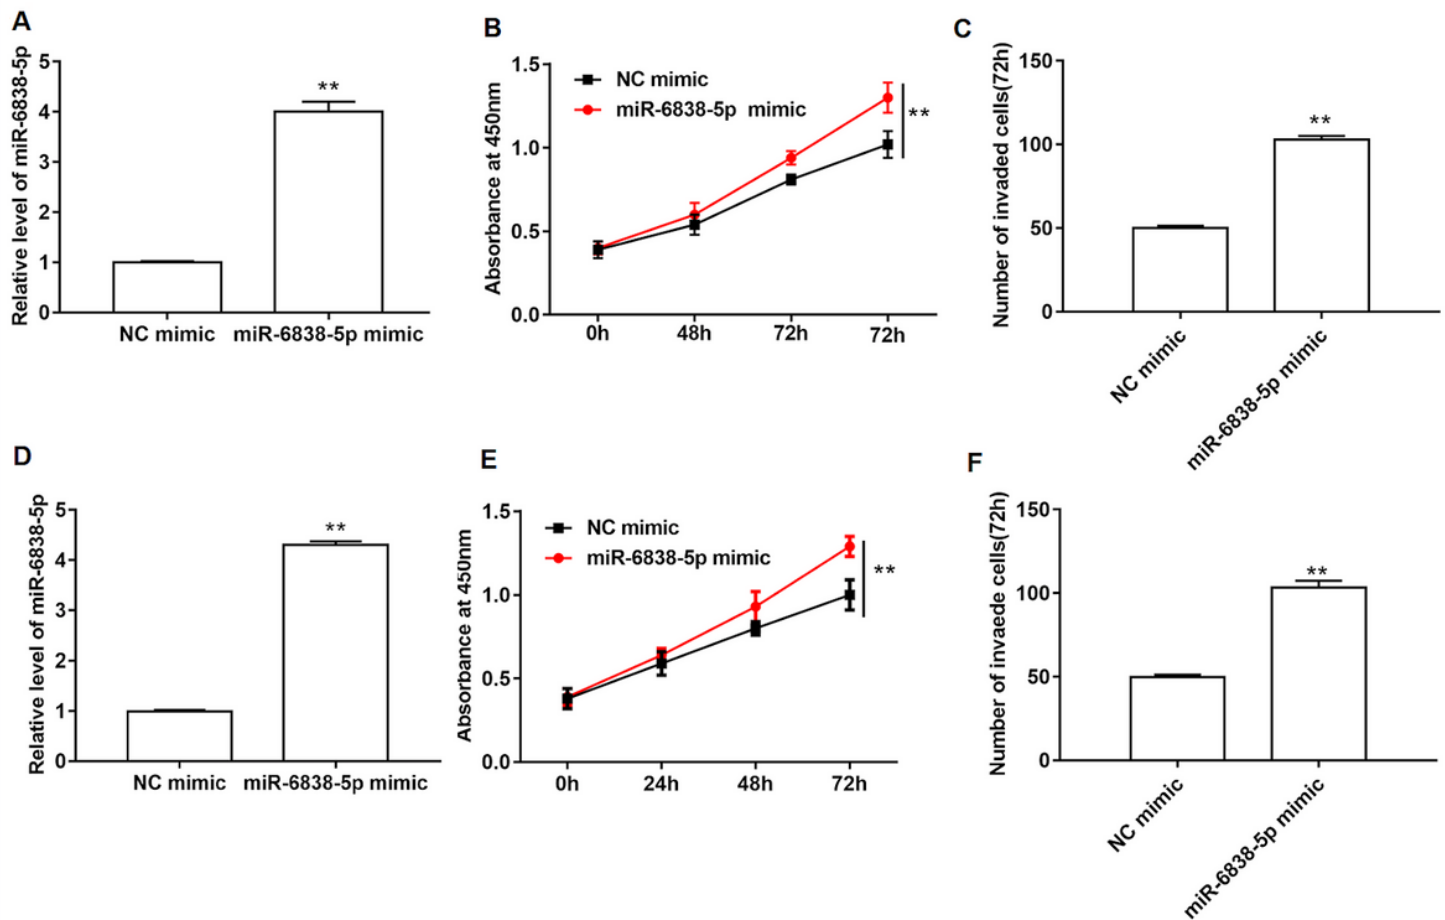 A
Relative level of miR-6838-5p
5
4
3
2
1
0
**
NC mimic
miR-6838-5p mimic
B
Absorbance at 450nm
1.5
1.0
0.5
0.0
NC mimic
miR-6838-5p mimic
**
0h
48h
72h
72h
C
Number of invaded cells(72h)
150
100
50
0
**
NC mimic
miR-6838-5p mimic
D
Relative level of miR-6838-5p
5
4
3
2
1
0
**
NC mimic
miR-6838-5p mimic
E
Absorbance at 450nm
1.5
1.0
0.5
0.0
NC mimic
miR-6838-5p mimic
**
0h
24h
48h
72h
F
Number of invaede cells(72h)
150
100
50
0
**
NC mimic
miR-6838-5p mimic